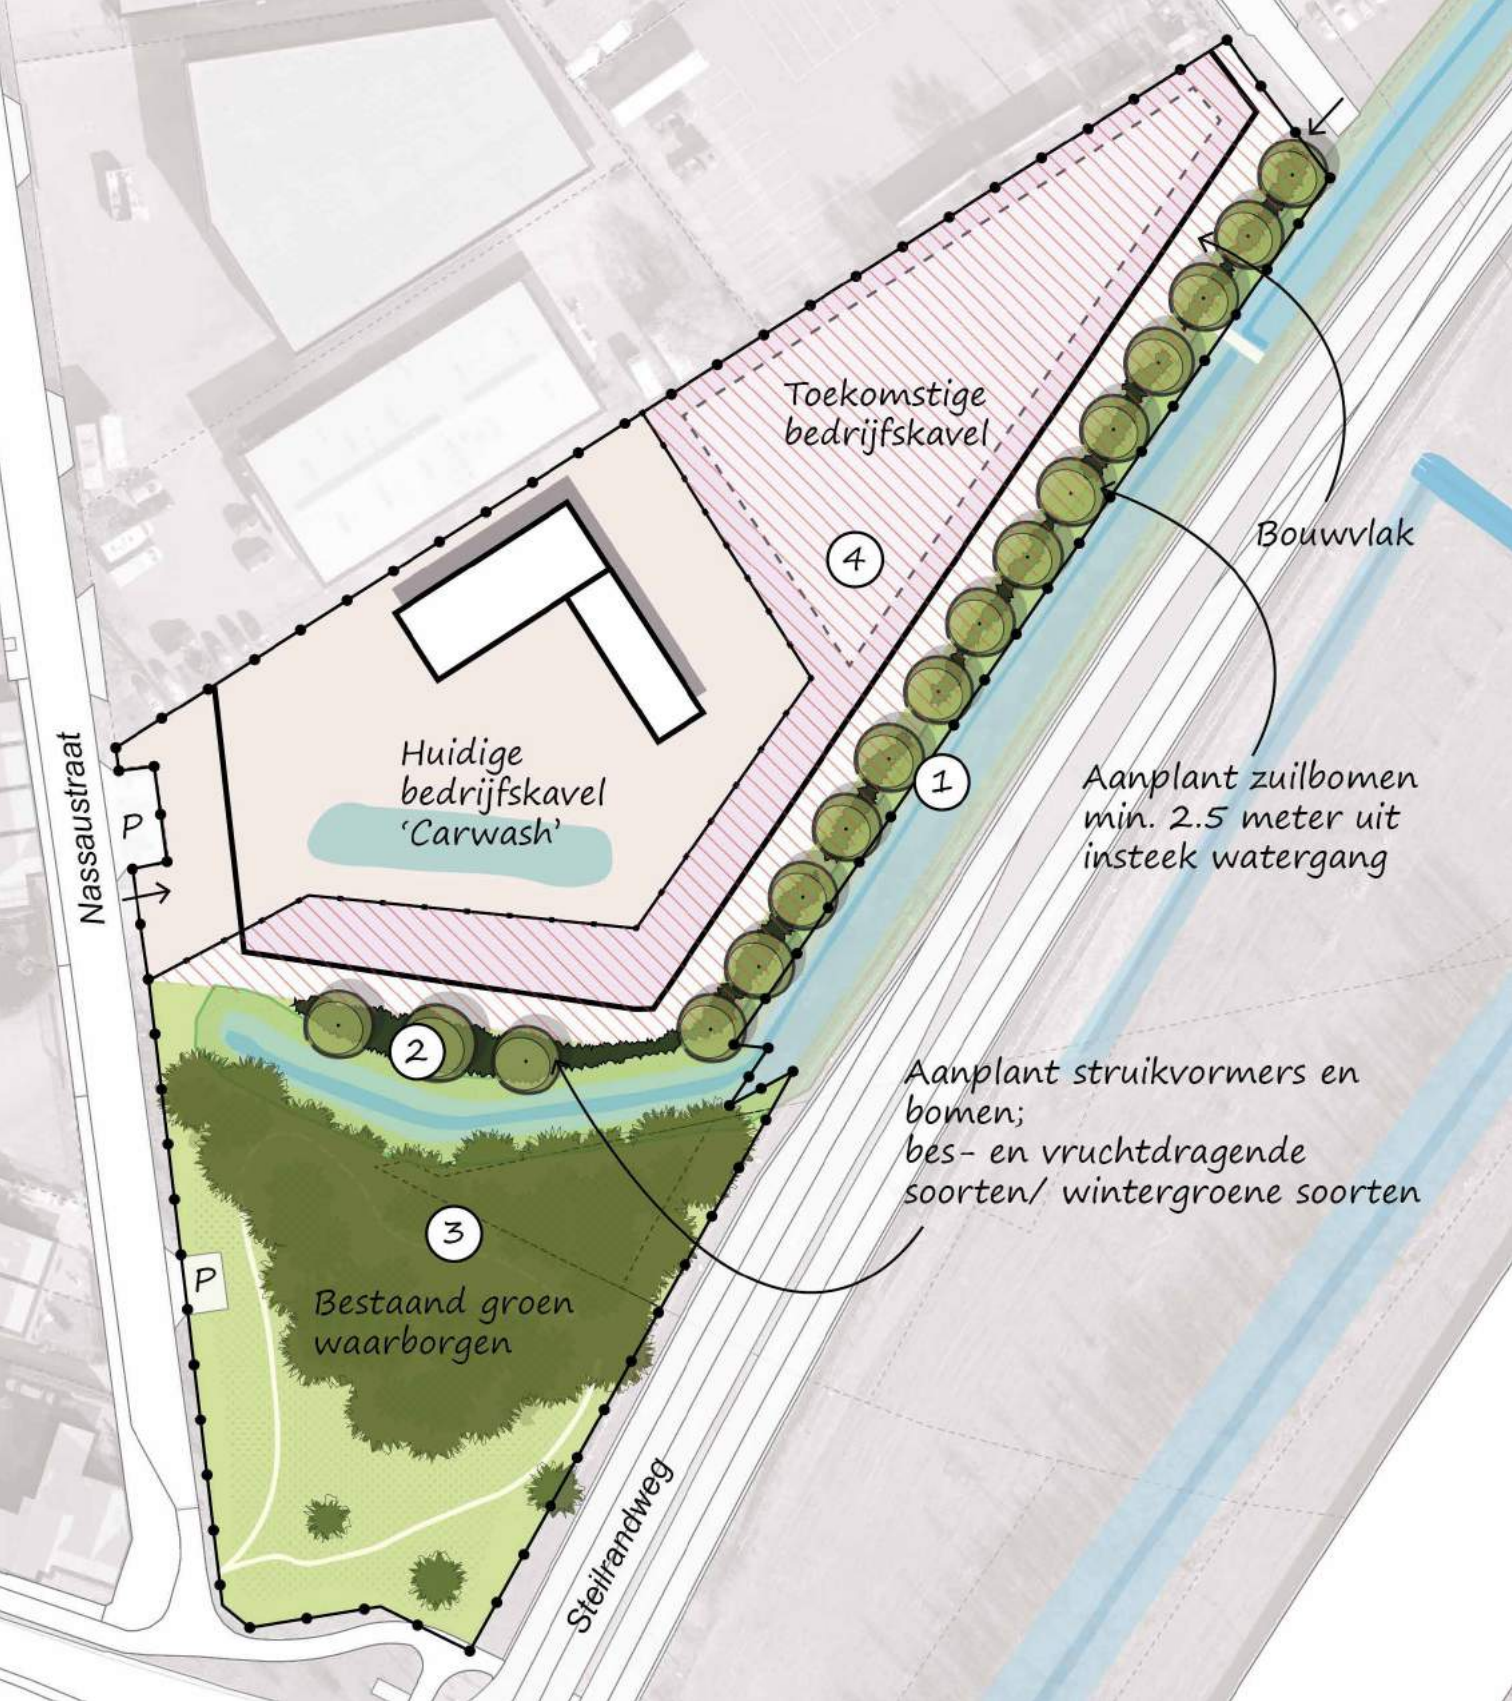 Toekomstige
bedrijfskavel
4
Bouwvlak
Huidige
bedrijfskavel
‘Carwash’
1
Aanplant zuilbomen
min. 2.5 meter uit
insteek watergang
Nassaustraat
P
2
Aanplant struikvormers en
bomen;
bes- en vruchtdragende
soorten/ wintergroene soorten
3
P
Bestaand groen
waarborgen
Steilrandweg